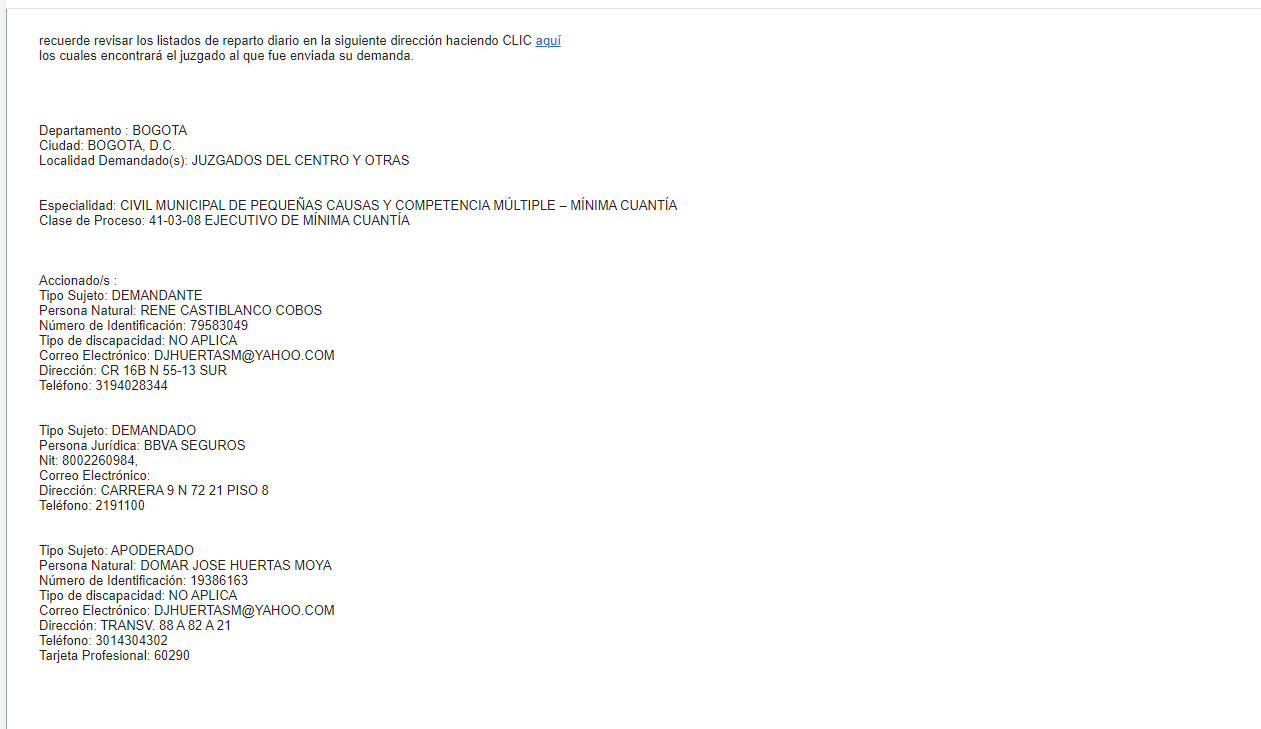 recuerde revisar los listados de reparto diario en la siguiente dirección haciendo CLIC aquí
los cuales encontrará el juzgado al que fue enviada su demanda.
Departamento : BOGOTA
Ciudad: BOGOTA, D.C.
Localidad Demandado(s): JUZGADOS DEL CENTRO Y OTRAS
Especialidad: CIVIL MUNICIPAL DE PEQUEÑAS CAUSAS Y COMPETENCIA MÚLTIPLE – MÍNIMA CUANTÍA
Clase de Proceso: 41-03-08 EJECUTIVO DE MÍNIMA CUANTÍA
Accionado/s :
Tipo Sujeto: DEMANDANTE
Persona Natural: RENE CASTIBLANCO COBOS
Número de Identificación: 79583049
Tipo de discapacidad: NO APLICA
Correo Electrónico: DJHUERTASM@YAHOO.COM
Dirección: CR 16B N 55-13 SUR
Teléfono: 3194028344
Tipo Sujeto: DEMANDADO
Persona Jurídica: BBVA SEGUROS
Nit: 8002260984,
Correo Electrónico:
Dirección: CARRERA 9 N 72 21 PISO 8
Teléfono: 2191100
Tipo Sujeto: APODERADO
Persona Natural: DOMAR JOSE HUERTAS MOYA
Número de Identificación: 19386163
Tipo de discapacidad: NO APLICA
Correo Electrónico: DJHUERTASM@YAHOO.COM
Dirección: TRANSV. 88 A 82 A 21
Teléfono: 3014304302
Tarjeta Profesional: 60290